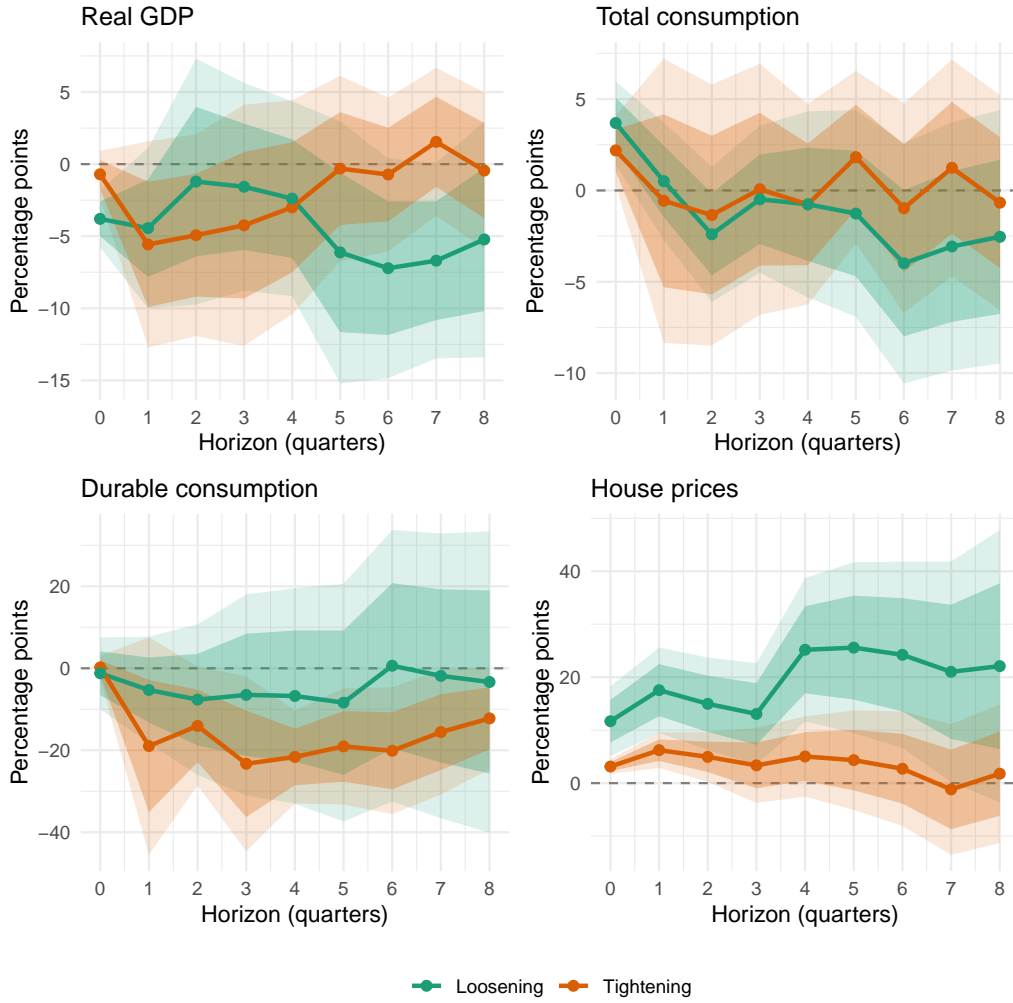 Real GDP
Percentage points
5
0
−5
−10
−15
0 1 2 3 4 5 6 7 8
Horizon (quarters)
Total consumption
Percentage points
5
0
−5
−10
0 1 2 3 4 5 6 7 8
Horizon (quarters)
Durable consumption
Percentage points
20
0
−20
−40
0 1 2 3 4 5 6 7 8
Horizon (quarters)
House prices
Percentage points
40
20
0
0 1 2 3 4 5 6 7 8
Horizon (quarters)
Loosening Tightening